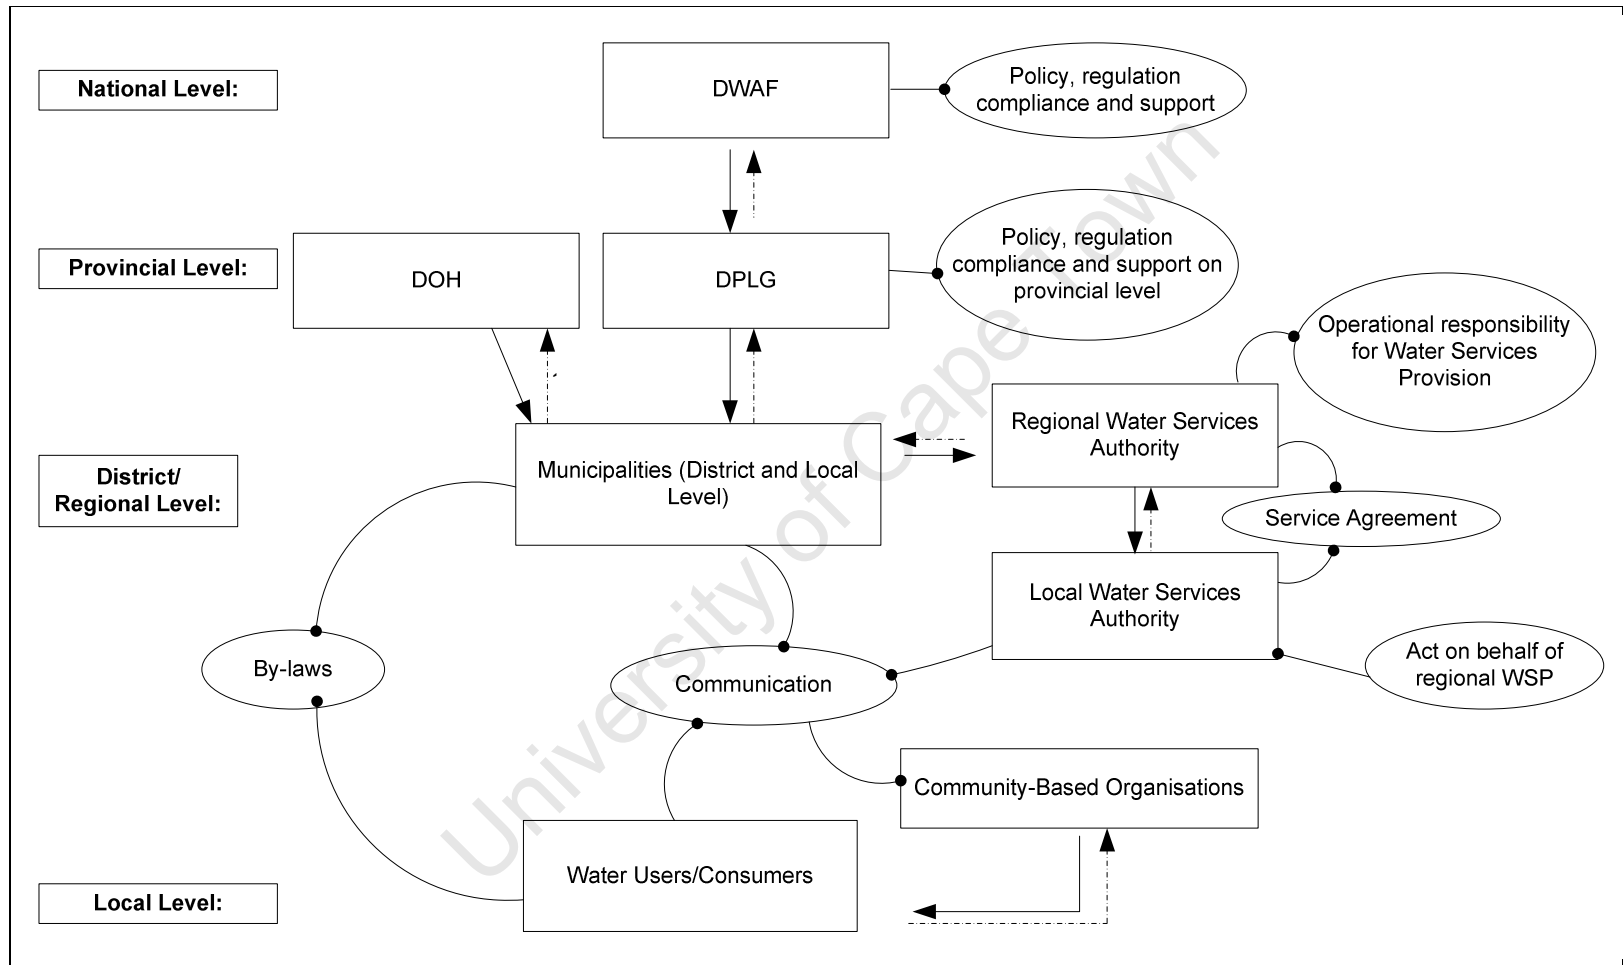 National Level:
DWAF
Policy, regulation
compliance and support
Provincial Level:
DOH
DPLG
Policy, regulation
compliance and support on
provincial level
Operational responsibility
for Water Services
Provision
Regional Water Services
Authority
District/
Regional Level:
Municipalities (District and Local
Level)
Service Agreement
Local Water Services
Authority
By-laws
Communication
Act on behalf of
regional WSP
Community-Based Organisations
Water Users/Consumers
Local Level:
University of Cape Town